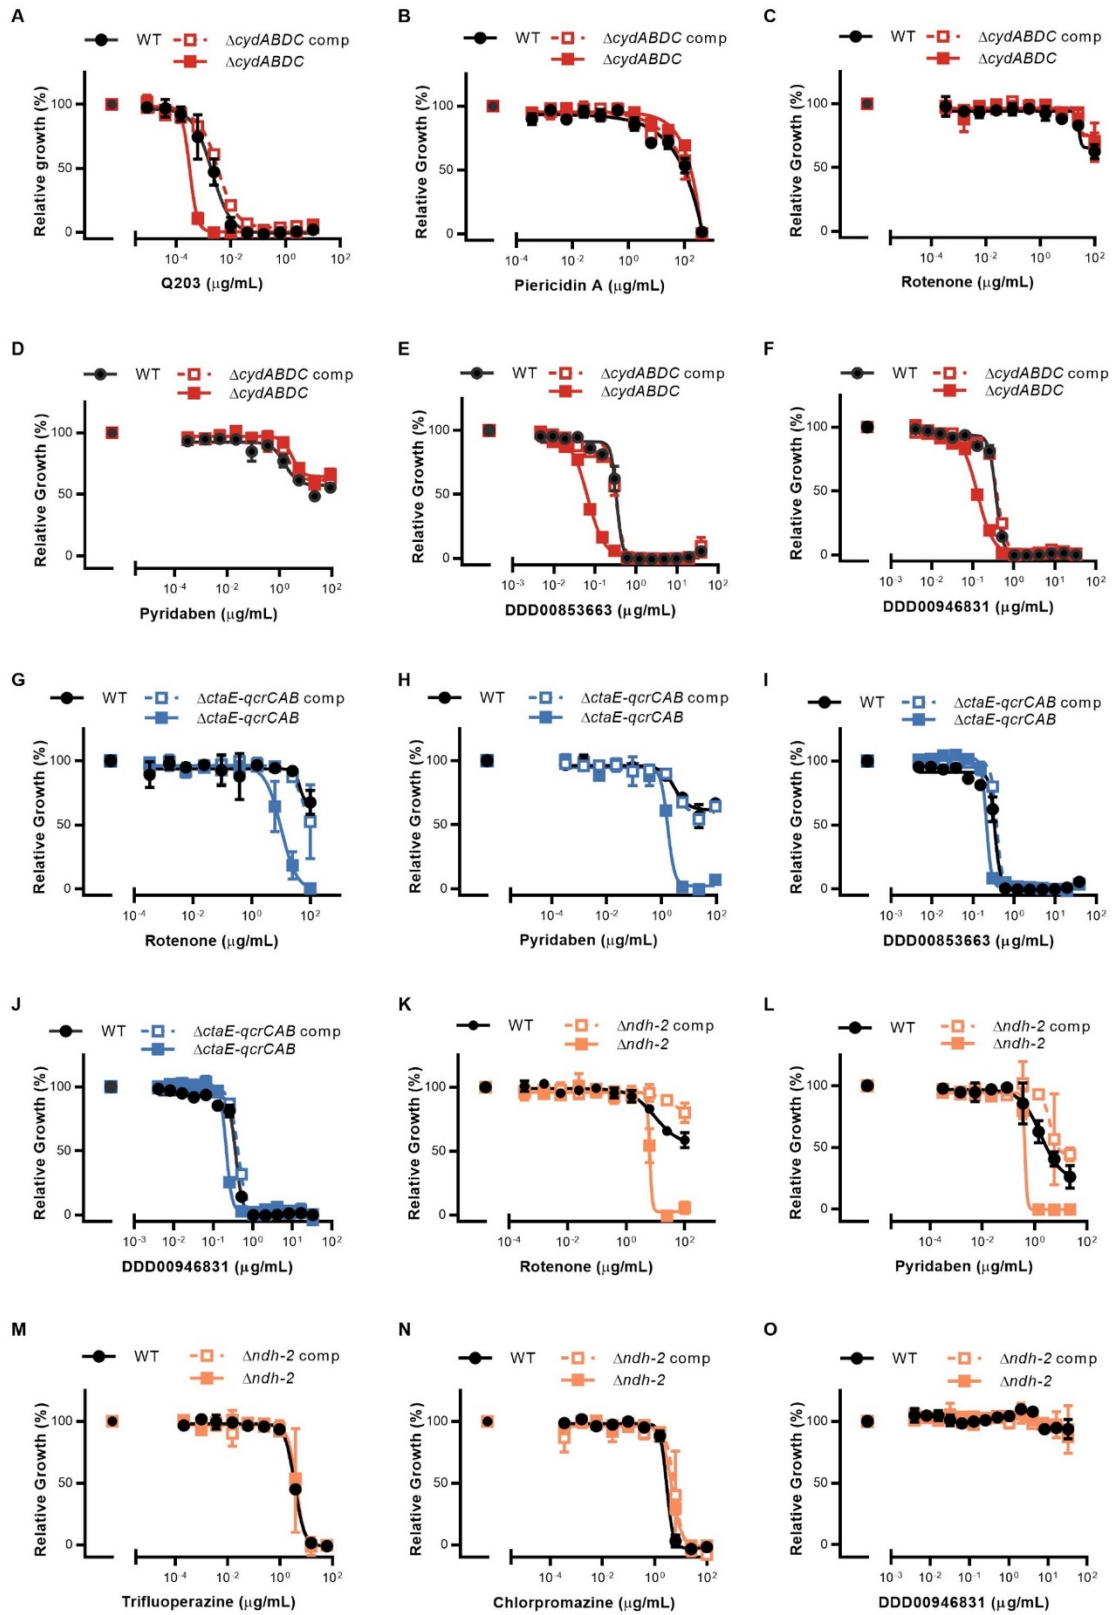 A
WT ΔcydABDC comp
ΔcydABDC
Relative growth (%)
100
50
0
10-4 10-2 100 102
Q203 (μg/mL)
B
WT ΔcydABDC comp
ΔcydABDC
Relative Growth (%)
100
50
0
10-4 10-2 100 102
Piericidin A (μg/mL)
C
WT ΔcydABDC comp
ΔcydABDC
Relative Growth (%)
100
50
0
10-4 10-2 100 102
Rotenone (μg/mL)
D
WT ΔcydABDC comp
ΔcydABDC
Relative Growth (%)
100
50
0
10-4 10-2 100 102
Pyridaben (μg/mL)
E
WT ΔcydABDC comp
ΔcydABDC
Relative Growth (%)
100
50
0
10-3 10-2 10-1 100 101 102
DDD00853663 (μg/mL)
F
WT ΔcydABDC comp
ΔcydABDC
Relative Growth (%)
100
50
0
10-3 10-2 10-1 100 101 102
DDD00946831 (μg/mL)
G
WT ΔctaE-qcrCAB comp
ΔctaE-qcrCAB
Relative Growth (%)
100
50
0
10-4 10-2 100 102
Rotenone (μg/mL)
H
WT ΔctaE-qcrCAB comp
ΔctaE-qcrCAB
Relative Growth (%)
100
50
0
10-4 10-2 100 102
Pyridaben (μg/mL)
I
WT ΔctaE-qcrCAB comp
ΔctaE-qcrCAB
Relative Growth (%)
100
50
0
10-3 10-2 10-1 100 101 102
DDD00853663 (μg/mL)
J
WT ΔctaE-qcrCAB comp
ΔctaE-qcrCAB
Relative Growth (%)
100
50
0
10-3 10-2 10-1 100 101 102
DDD00946831 (μg/mL)
K
WT Δndh-2 comp
Δndh-2
Relative Growth (%)
100
50
0
10-4 10-2 100 102
Rotenone (μg/mL)
L
WT Δndh-2 comp
Δndh-2
Relative Growth (%)
100
50
0
10-4 10-2 100 102
Pyridaben (μg/mL)
M
WT Δndh-2 comp
Δndh-2
Relative Growth (%)
100
50
0
10-4 10-2 100 102
Trifluoperazine (μg/mL)
N
WT Δndh-2 comp
Δndh-2
Relative Growth (%)
100
50
0
10-4 10-2 100 102
Chlorpromazine (μg/mL)
O
WT Δndh-2 comp
Δndh-2
Relative Growth (%)
100
50
0
10-3 10-2 10-1 100 101 102
DDD00946831 (μg/mL)